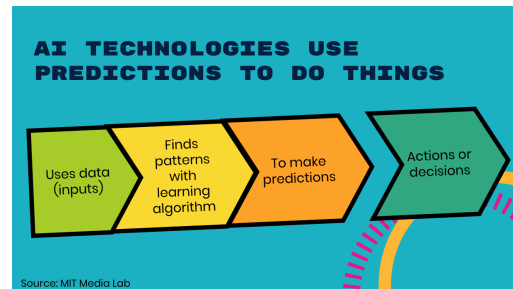 AI TECHNOLOGIES USE
PREDICTIONS TO DO THINGS
Uses data
(inputs)
Finds
patterns
with
learning
algorithm
To make
predictions
Actions or
decisions
Source: MIT Media Lab